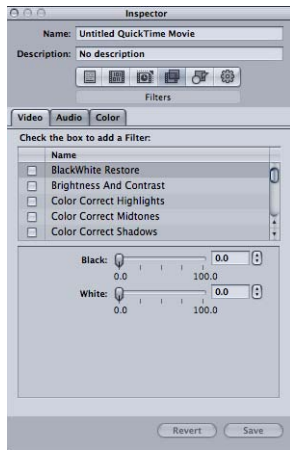 Inspector
Name: Untitled QuickTime Movie
Description: No description
Filters
Video Audio Color
Check the box to add a Filter:
Name
BlackWhite Restore
Brightness And Contrast
Color Correct Highlights
Color Correct Midtones
Color Correct Shadows
Black: 0.0
0.0 100.0
White: 0.0
0.0 100.0
Revert Save